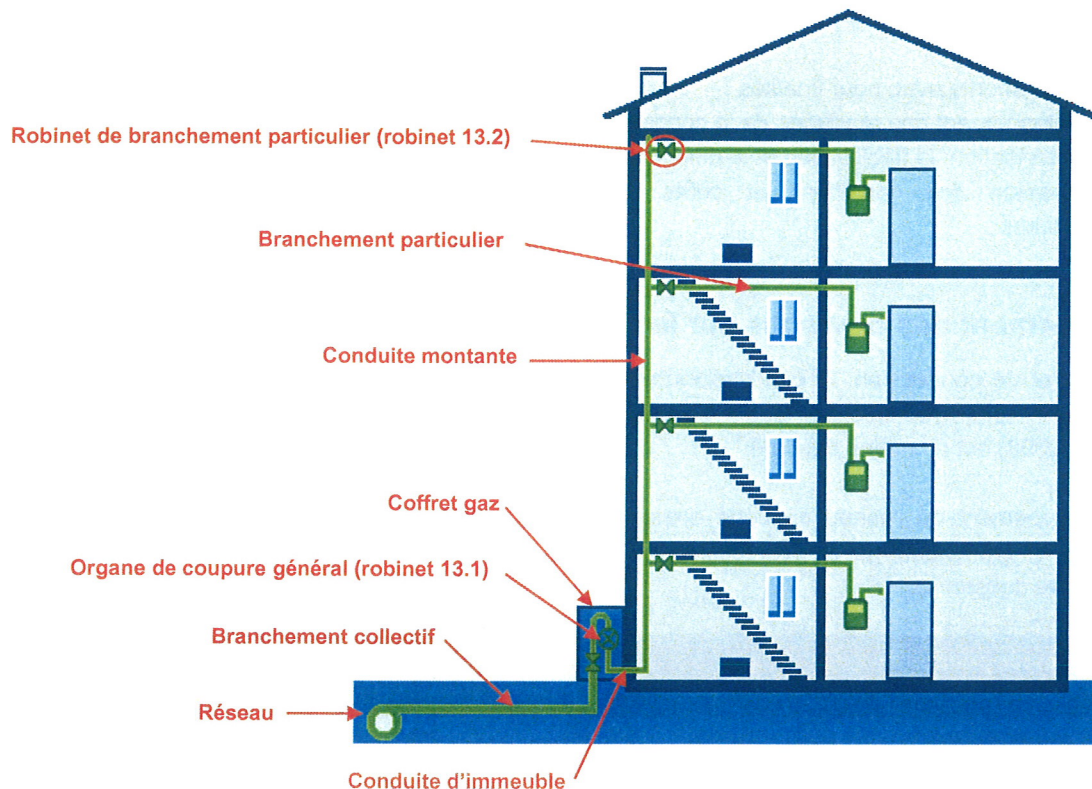 Robinet de branchement particulier (robinet 13.2)
Branchement particulier
Conduite montante
Coffret gaz
Organe de coupure général (robinet 13.1)
Branchement collectif
Réseau
Conduite d'immeuble